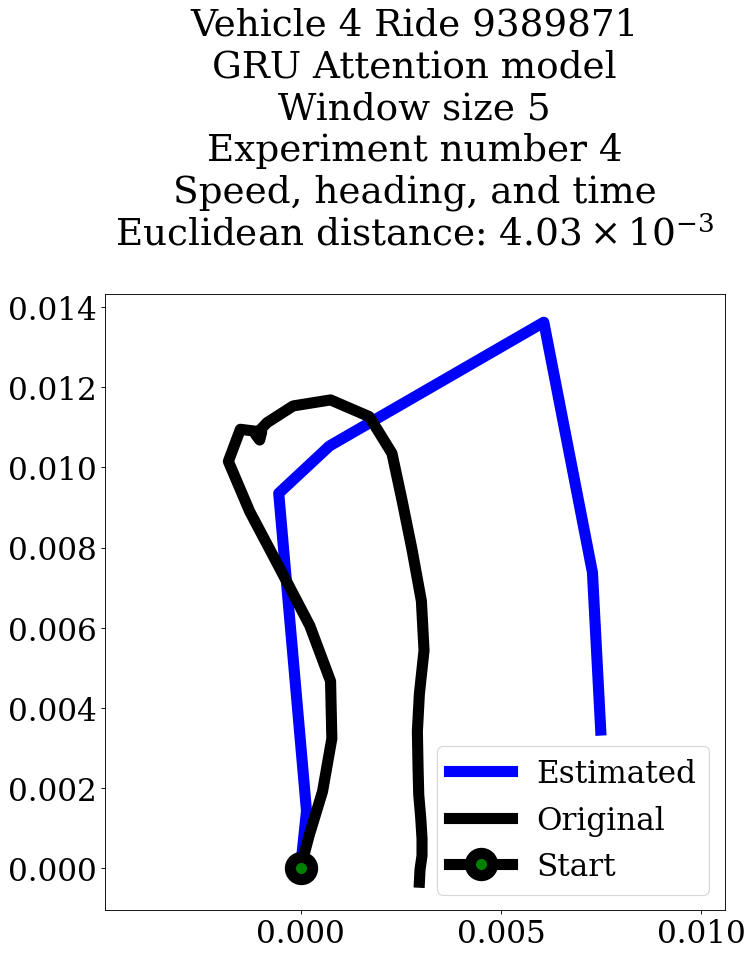 Vehicle 4 Ride 9389871
GRU Attention model
Window size 5
Experiment number 4
Speed, heading, and time
Euclidean distance: 4.03 × 10⁻³
0.014
0.012
0.010
0.008
0.006
0.004
0.002
0.000
Estimated
Original
Start
0.000 0.005 0.010